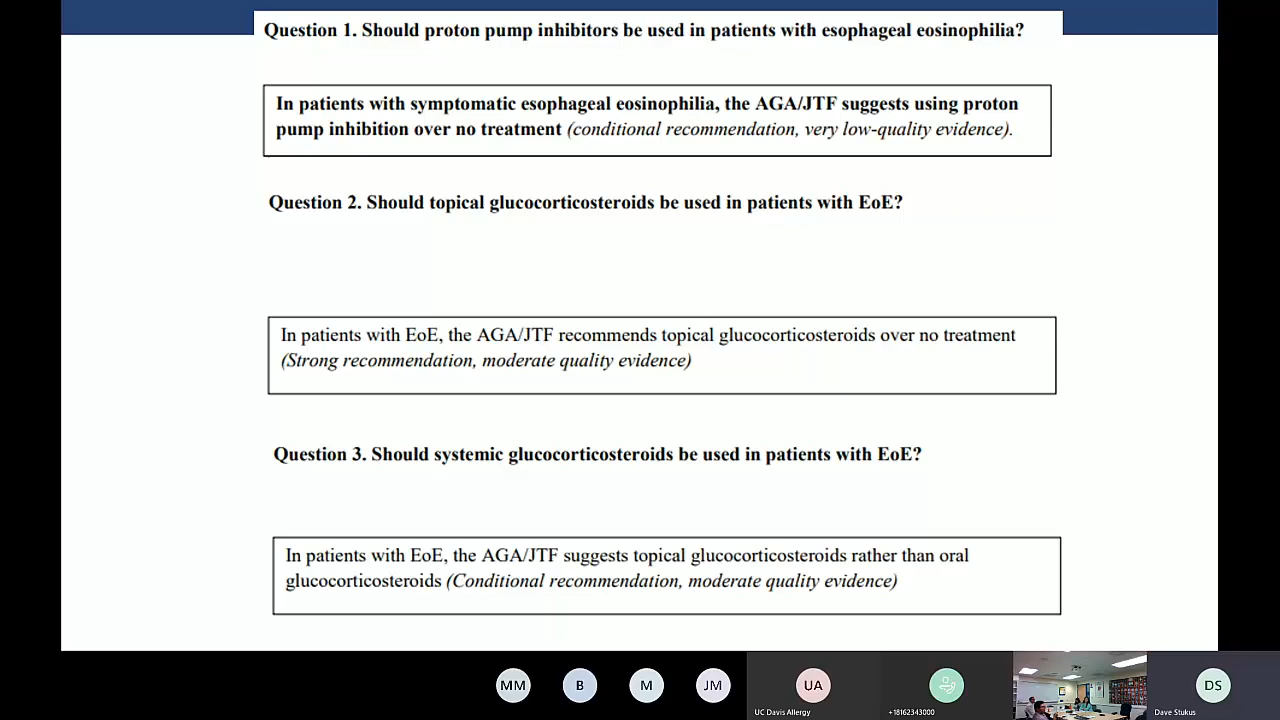 Question 1. Should proton pump inhibitors be used in patients with esophageal eosinophilia?
In patients with symptomatic esophageal eosinophilia, the AGA/JTF suggests using proton
pump inhibition over no treatment (conditional recommendation, very low-quality evidence).
Question 2. Should topical glucocorticosteroids be used in patients with EoE?
In patients with EoE, the AGA/JTF recommends topical glucocorticosteroids over no treatment
(Strong recommendation, moderate quality evidence)
Question 3. Should systemic glucocorticosteroids be used in patients with EoE?
In patients with EoE, the AGA/JTF suggests topical glucocorticosteroids rather than oral
glucocorticosteroids (Conditional recommendation, moderate quality evidence)
MM
B
M
JM
UA
DS
UC Davis Allergy
+18162343000
Dave Stukus